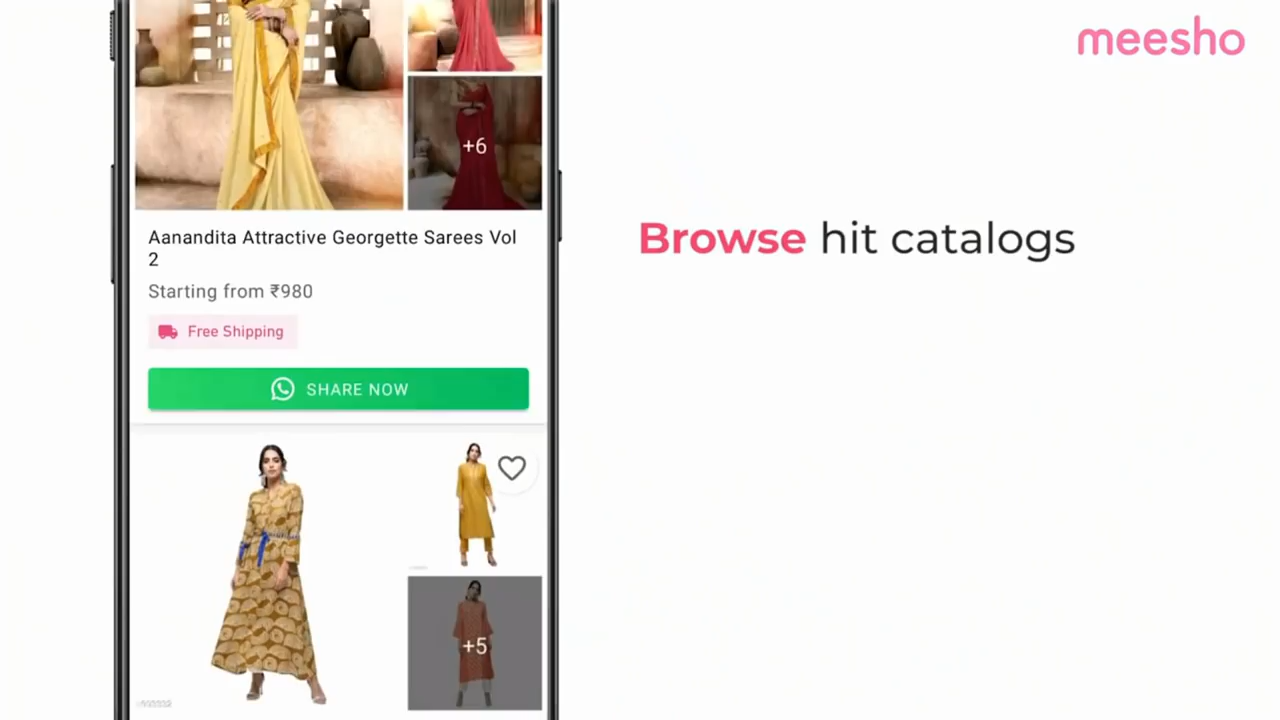 meesho
+6
Aanandita Attractive Georgette Sarees Vol
2
Starting from ₹980
Free Shipping
SHARE NOW
+5
Browse hit catalogs